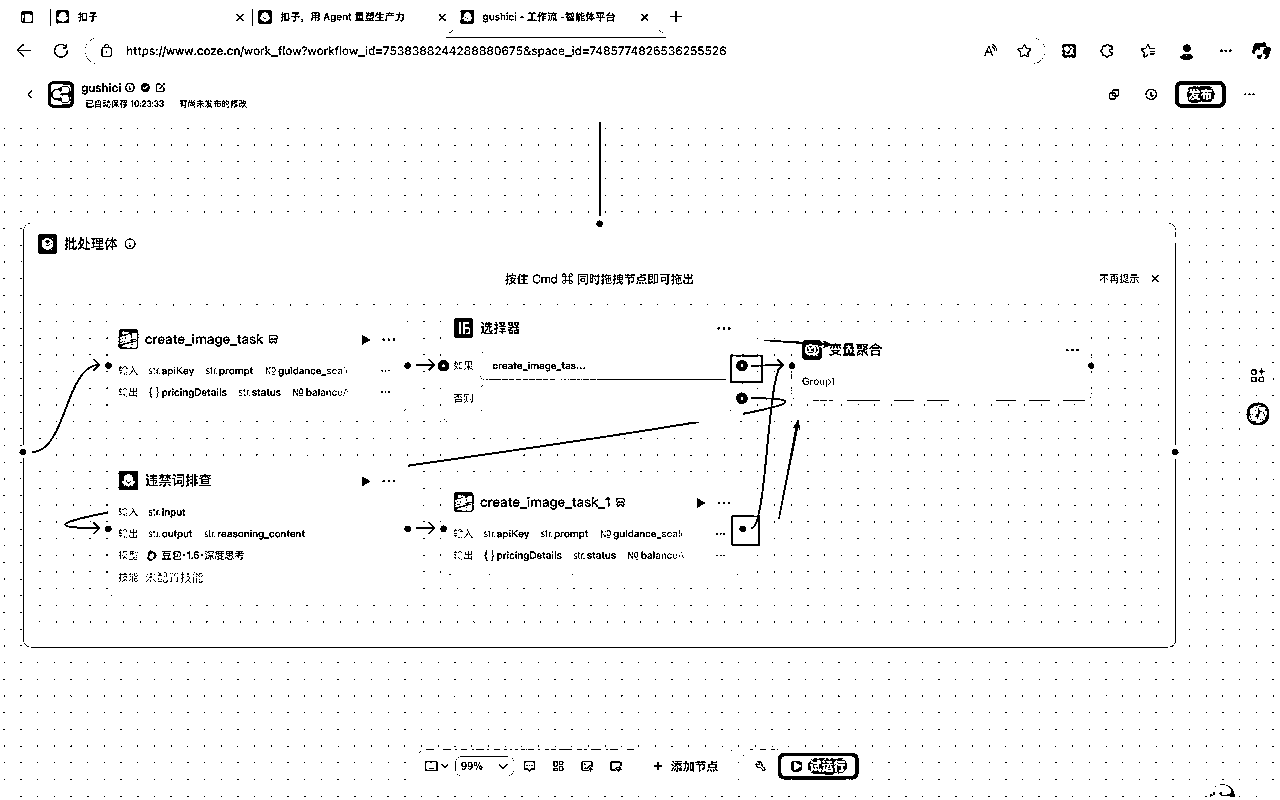 扣子
扣子，用 Agent 重塑生产力
gushici - 工作流 - 智能体平台
https://www.coze.cn/work_flow?workflow_id=7538388244288880675&space_id=7485774826536255526
gushici
已自动保存 10:23:33 有尚未发布的修改
发布
批处理体
按住 Cmd ⌘ 同时拖拽节点即可拖出
不再提示
create_image_task
输入 str.apiKey str.prompt № guidance_scal
输出 { } pricingDetails str.status № balance/
选择器
如果 create_image_tas...
否则
变量聚合
Group1
违禁词排查
输入 str.input
输出 str.output str.reasoning_content
模型 豆包·1.6·深度思考
技能 未配置技能
create_image_task_1
输入 str.apiKey str.prompt № guidance_scal
输出 { } pricingDetails str.status № balance/
99%
添加节点
试运行